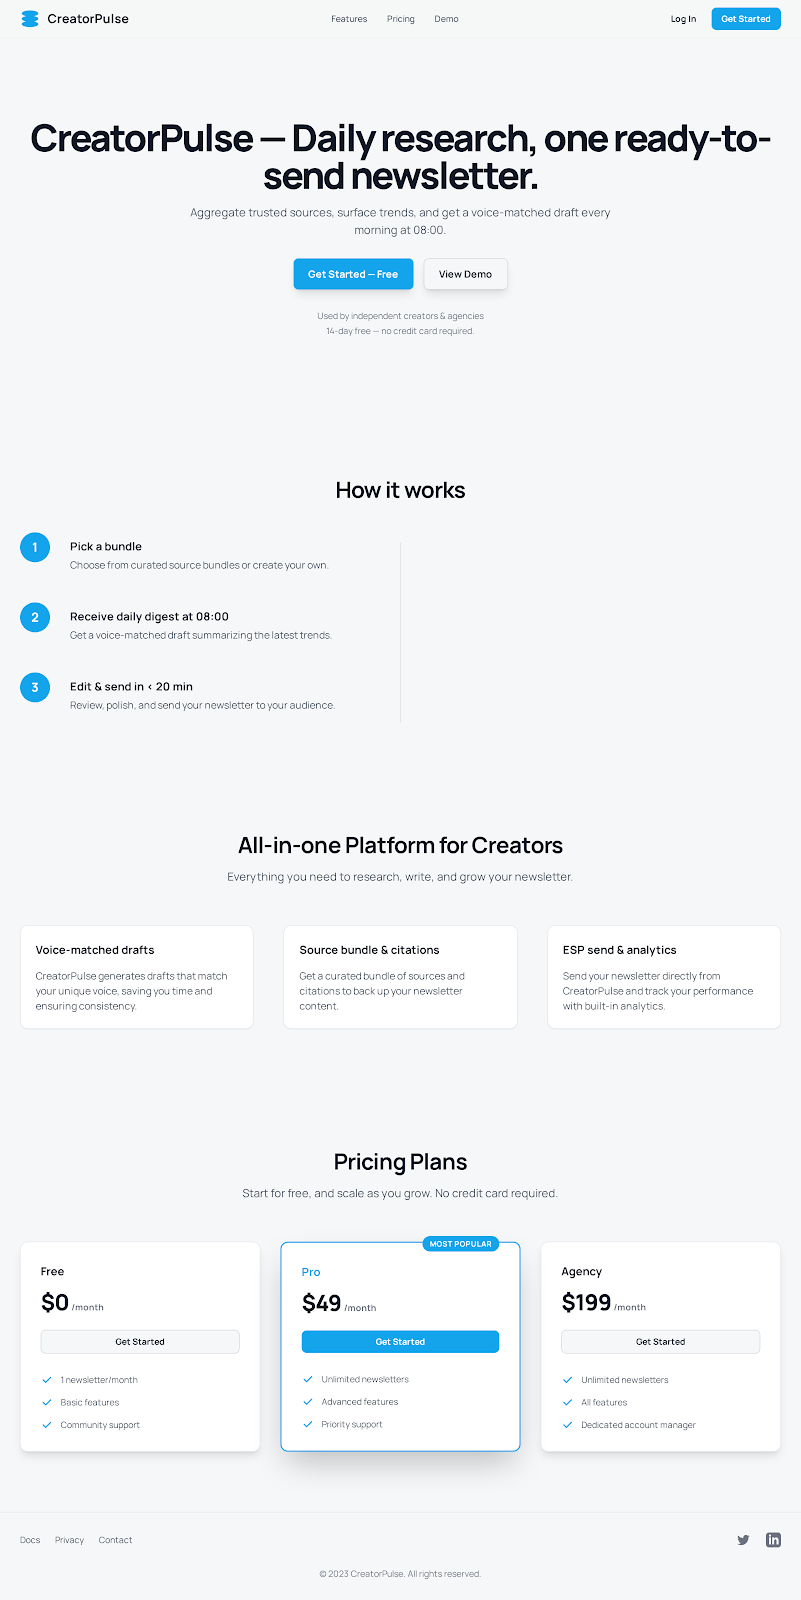 CreatorPulse
Features
Pricing
Demo
Log In
Get Started
CreatorPulse — Daily research, one ready-to-
send newsletter.
Aggregate trusted sources, surface trends, and get a voice-matched draft every
morning at 08:00.
Get Started — Free
View Demo
Used by independent creators & agencies
14-day free — no credit card required.
How it works
1
Pick a bundle
Choose from curated source bundles or create your own.
2
Receive daily digest at 08:00
Get a voice-matched draft summarizing the latest trends.
3
Edit & send in < 20 min
Review, polish, and send your newsletter to your audience.
All-in-one Platform for Creators
Everything you need to research, write, and grow your newsletter.
Voice-matched drafts
CreatorPulse generates drafts that match
your unique voice, saving you time and
ensuring consistency.
Source bundle & citations
Get a curated bundle of sources and
citations to back up your newsletter
content.
ESP send & analytics
Send your newsletter directly from
CreatorPulse and track your performance
with built-in analytics.
Pricing Plans
Start for free, and scale as you grow. No credit card required.
Free
$0 /month
Get Started
1 newsletter/month
Basic features
Community support
MOST POPULAR
Pro
$49 /month
Get Started
Unlimited newsletters
Advanced features
Priority support
Agency
$199 /month
Get Started
Unlimited newsletters
All features
Dedicated account manager
Docs
Privacy
Contact
in
© 2023 CreatorPulse. All rights reserved.